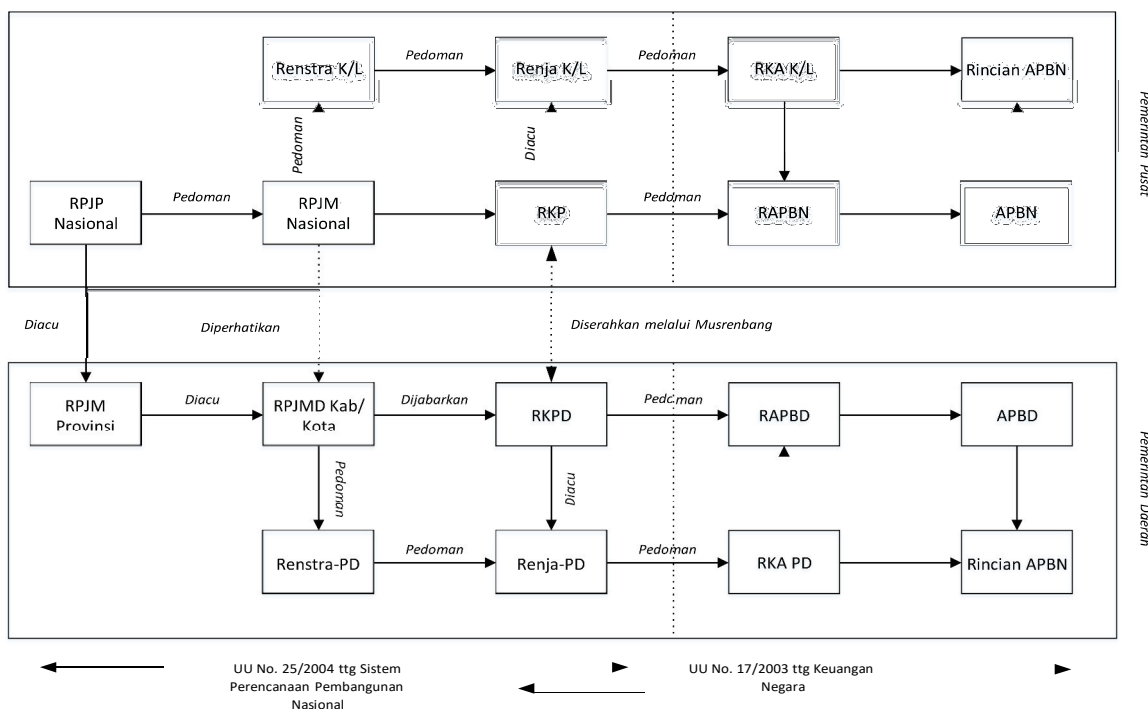 Pedoman
Pedoman
Renstra K/L
Renja K/L
RKA K/L
Rincian APBN
Pedoman
Diacu
Pemerintah Pusat
RPJP
Nasional
Pedoman
RPJM
Nasional
RKP
Pedoman
RAPBN
APBN
Diacu
Diperhatikan
Diserahkan melalui Musrenbang
RPJM
Provinsi
Diacu
RPJMD Kab/
Kota
Dijabarkan
RKPD
Pedoman
RAPBD
APBD
Pedoman
Diacu
Pemerintah Daerah
Renstra-PD
Pedoman
Renja-PD
Pedoman
RKA PD
Rincian APBN
UU No. 25/2004 ttg Sistem
Perencanaan Pembangunan
Nasional
UU No. 17/2003 ttg Keuangan
Negara